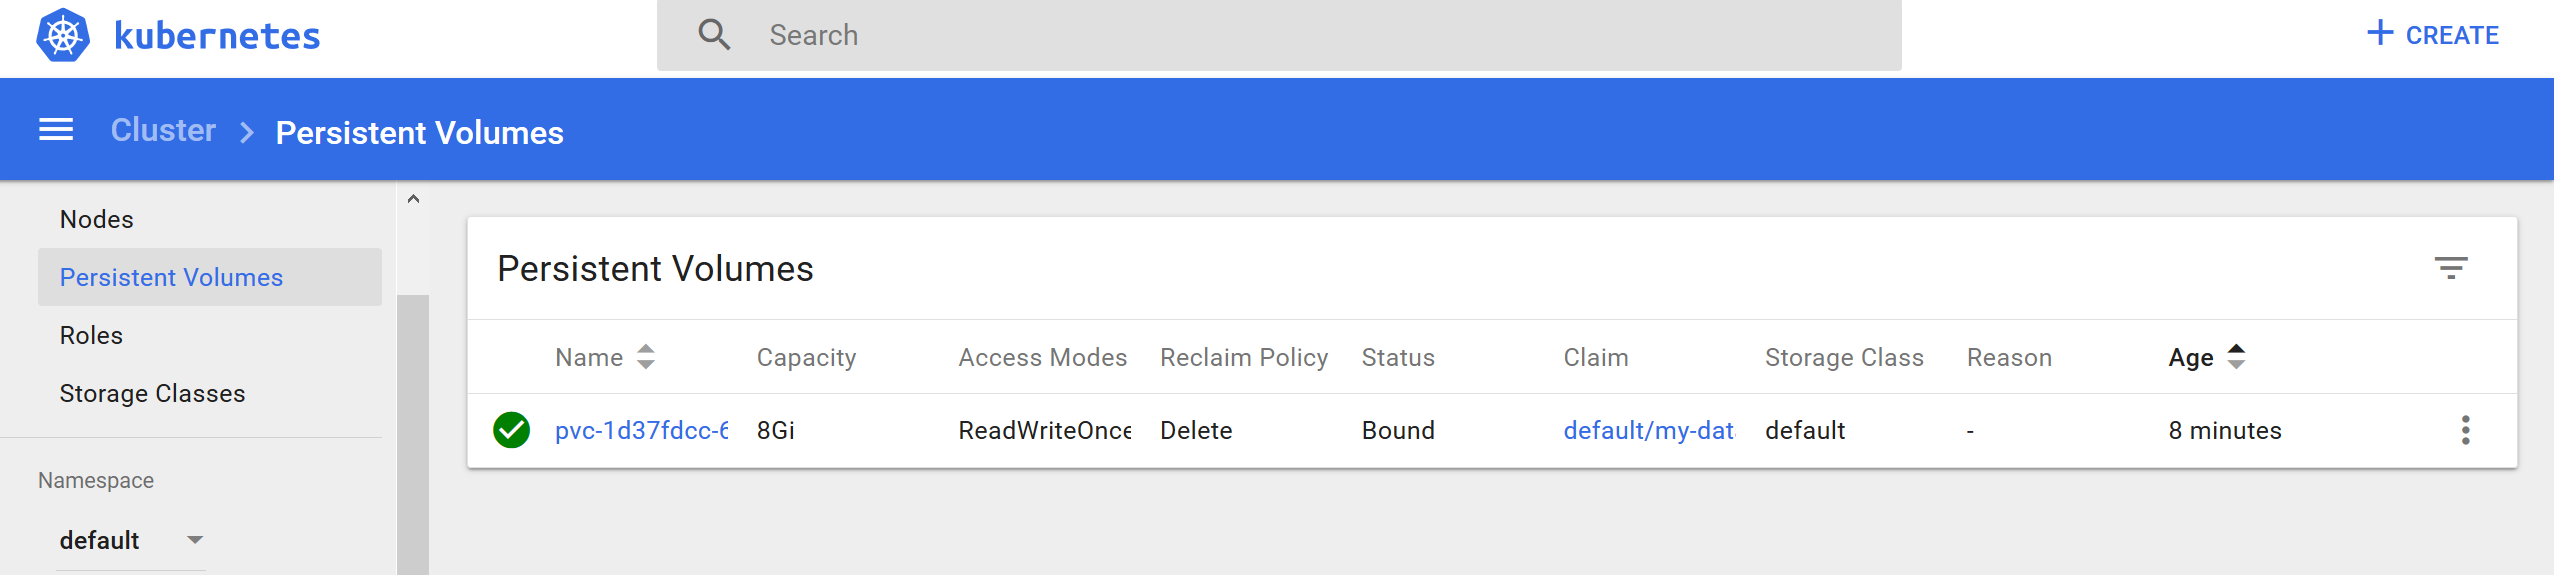 kubernetes
Search
CREATE
Cluster > Persistent Volumes
Nodes
Persistent Volumes
Roles
Storage Classes
Namespace
default
Persistent Volumes
Name Capacity Access Modes Reclaim Policy Status Claim Storage Class Reason Age
pvc-1d37fdcc-6 8Gi ReadWriteOnce Delete Bound default/my-dat default - 8 minutes